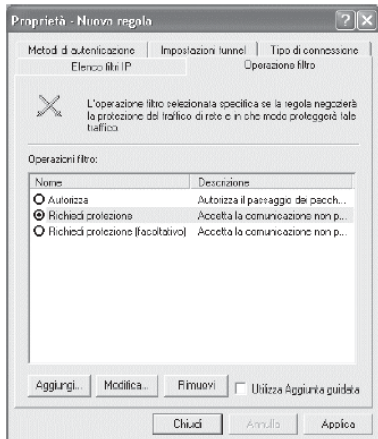 Proprietà - Nuova regola
Metodi di autenticazione Impostazioni tunnel Tipo di connessione
Elenco filtri IP Operazione filtro
L'operazione filtro selezionata specifica se la regola negozierà
la protezione del traffico di rete e in che modo proteggerà tale
traffico.
Operazioni filtro:
Nome Descrizione
Autorizza Autorizza il passaggio dei pacch...
Richiedi protezione Accetta la comunicazione non p...
Richiedi protezione (facoltativo) Accetta la comunicazione non p...
Aggiungi... Modifica... Rimuovi Utilizza Aggiunta guidata
Chiudi Annulla Applica